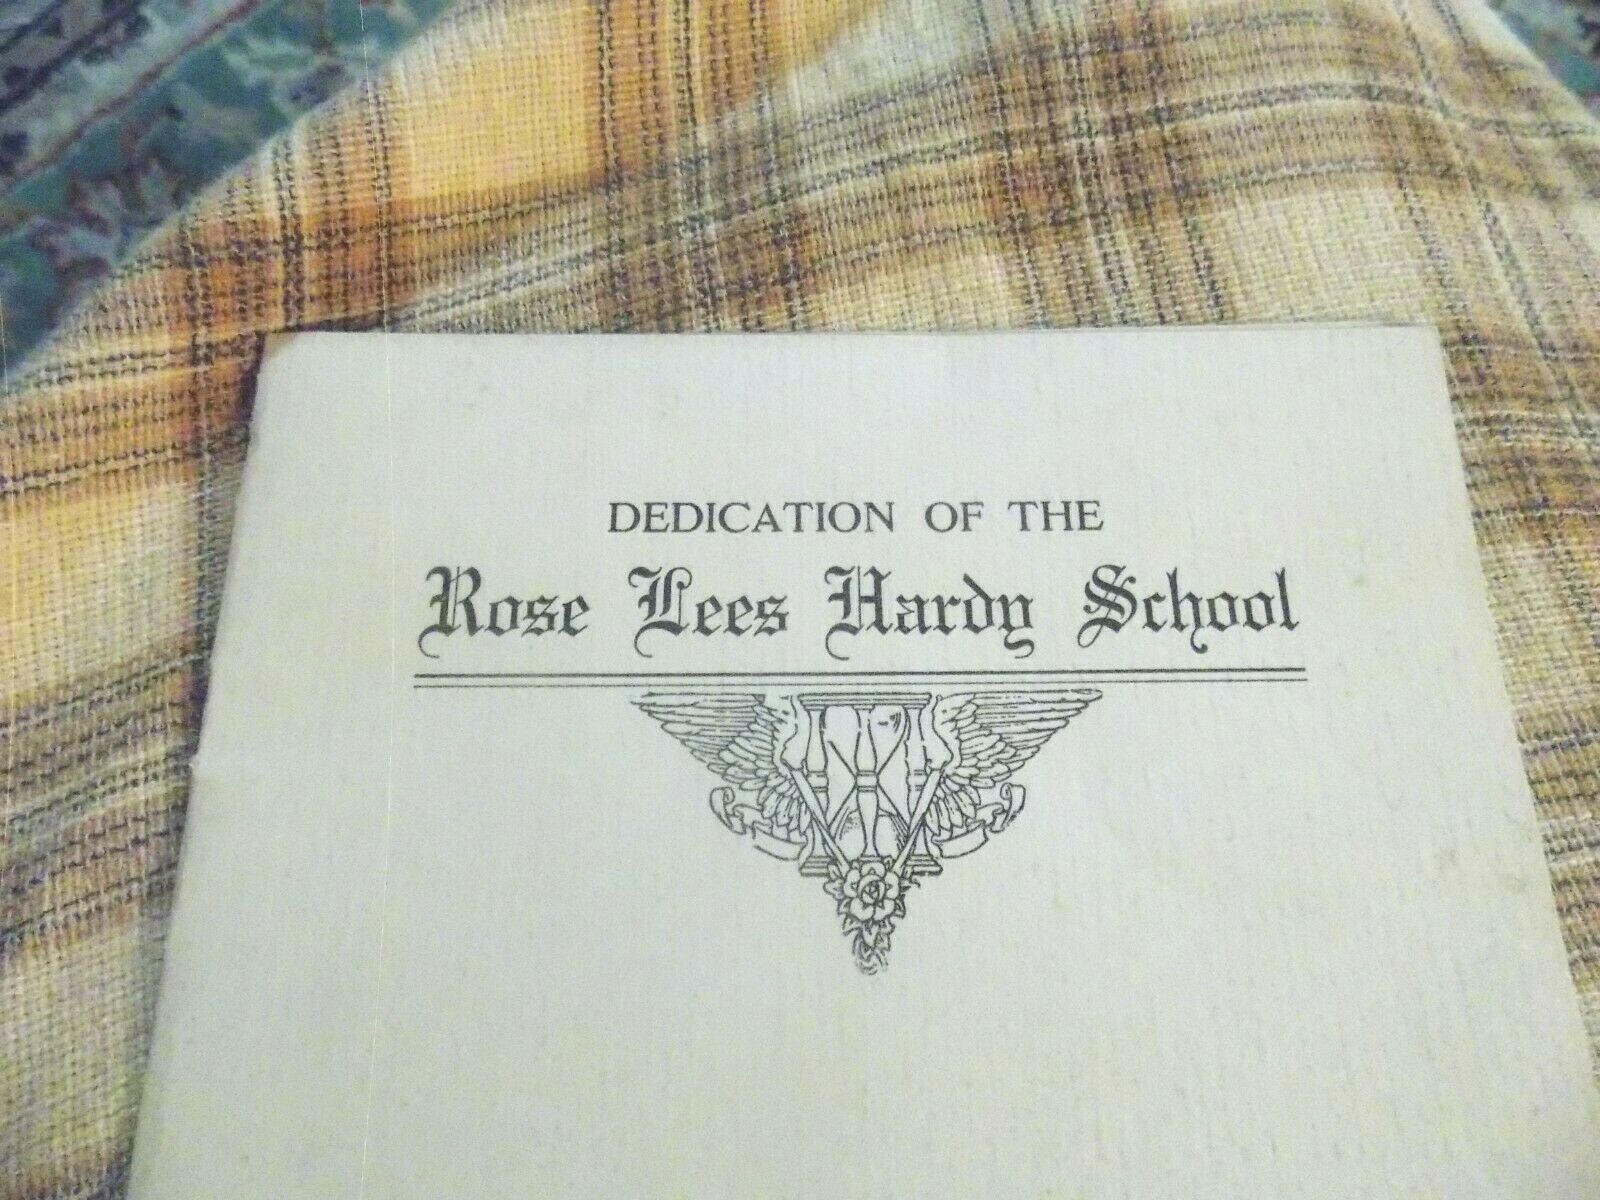 DEDICATION OF THE
Rose Lees Hardy School